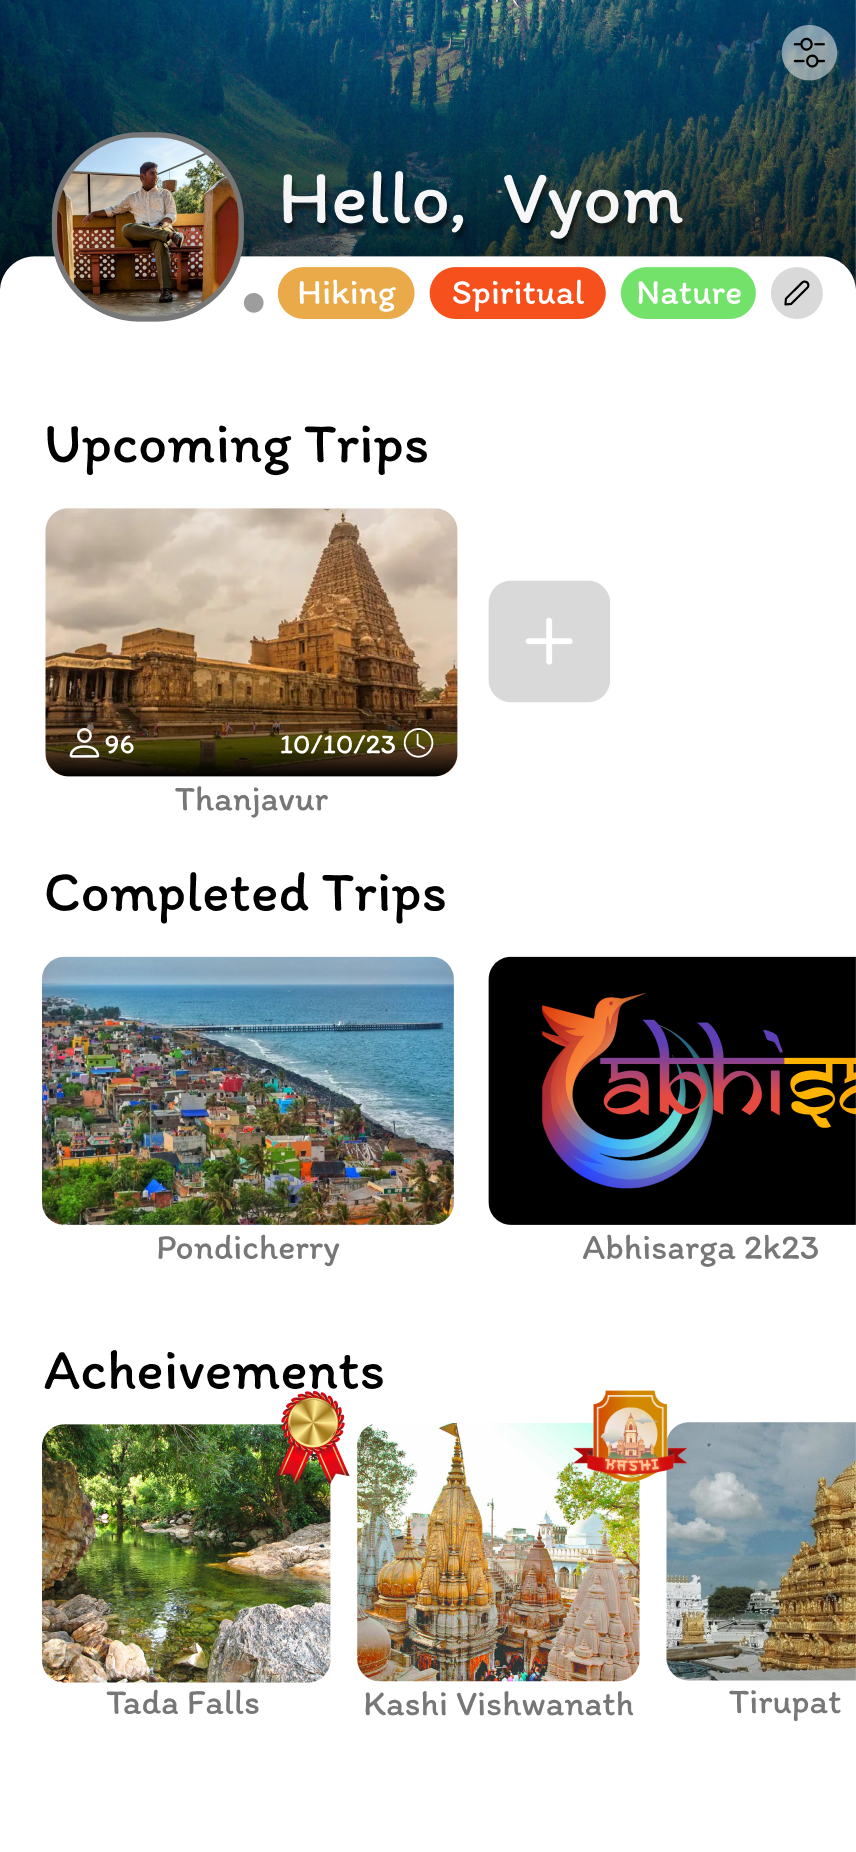 Hello, Vyom
Hiking Spiritual Nature
Upcoming Trips
96 10/10/23
Thanjavur
Completed Trips
abhisa
Pondicherry Abhisarga 2k23
Acheivements
KASHI
Tada Falls Kashi Vishwanath Tirupat